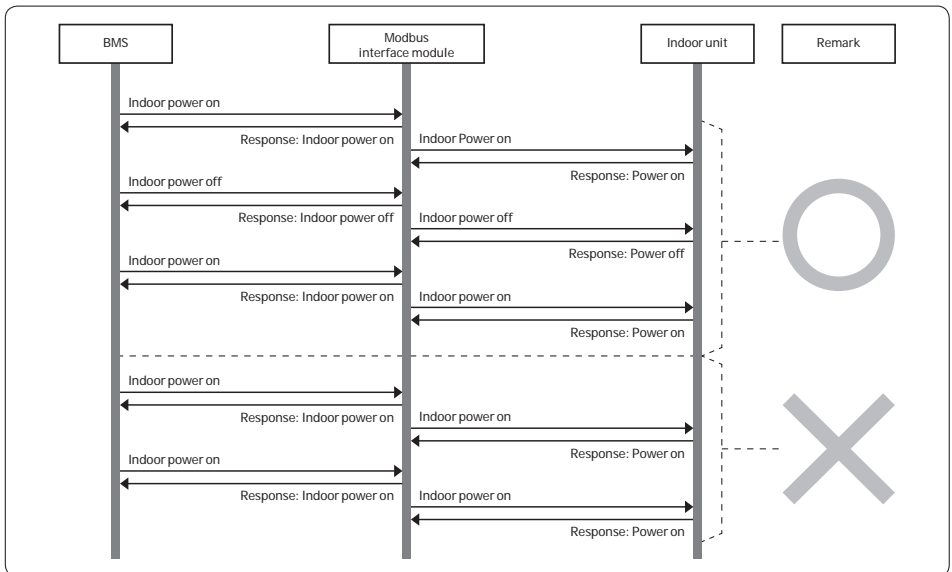 BMS
Modbus
interface module
Indoor unit
Remark
Indoor power on
Response: Indoor power on
Indoor Power on
Response: Power on
Indoor power off
Response: Indoor power off
Indoor power off
Response: Power off
Indoor power on
Response: Indoor power on
Indoor power on
Response: Power on
Indoor power on
Response: Indoor power on
Indoor power on
Response: Power on
Indoor power on
Response: Indoor power on
Indoor power on
Response: Power on